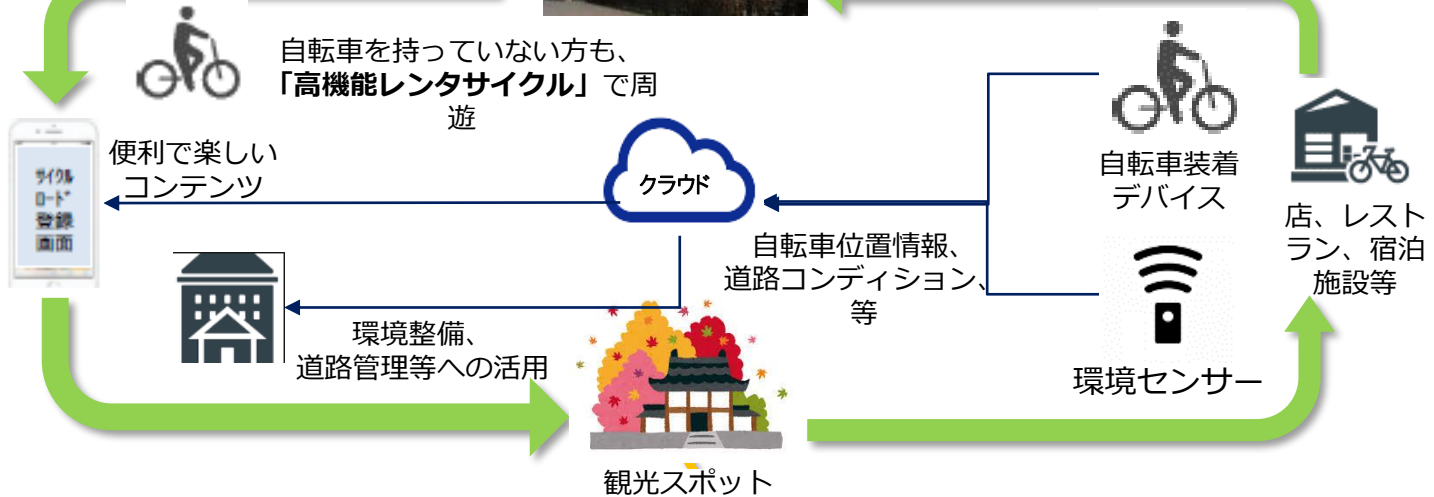 自転車を持っていない方も、
「高機能レンタサイクル」で周
遊
便利で楽しい
コンテンツ
サイクル
ロード
登録
画面
クラウド
自転車装着
デバイス
店、レスト
ラン、宿泊
施設等
自転車位置情報、
道路コンディション、
等
環境整備、
道路管理等への活用
環境センサー
観光スポット